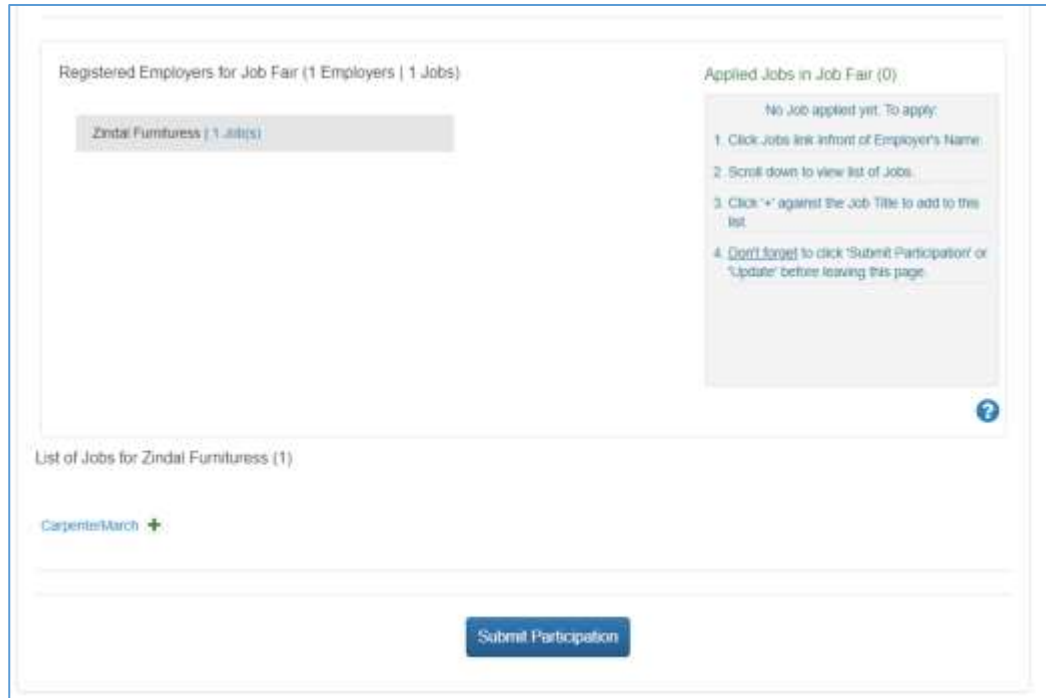 Registered Employers for Job Fair (1 Employers | 1 Jobs)
Zindal Furnituress | 1 Job(s)
Applied Jobs in Job Fair (0)
No Job applied yet. To apply:
1. Click Jobs link infront of Employer's Name.
2. Scroll down to view list of Jobs.
3. Click '+' against the Job Title to add to this
list.
4. Don't forget to click 'Submit Participation' or
'Update' before leaving this page.
?
List of Jobs for Zindal Furnituress (1)
CarpenterMarch +
Submit Participation